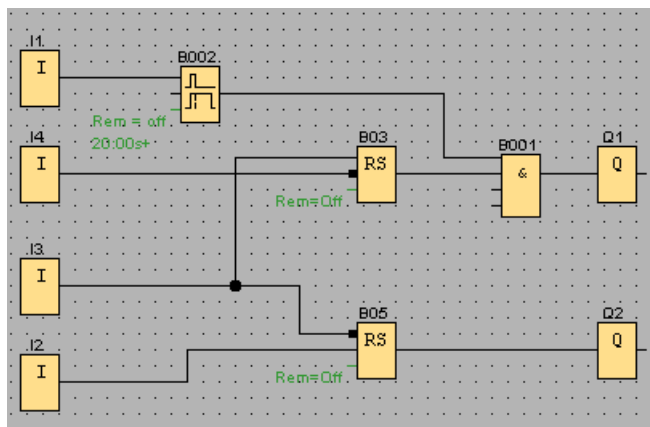 I1
I
B002
Rem = off
20:00s+
I4
I
B03
RS
Rem=Off
B001
&
Q1
Q
I3
I
B05
RS
Rem=Off
Q2
Q
I2
I